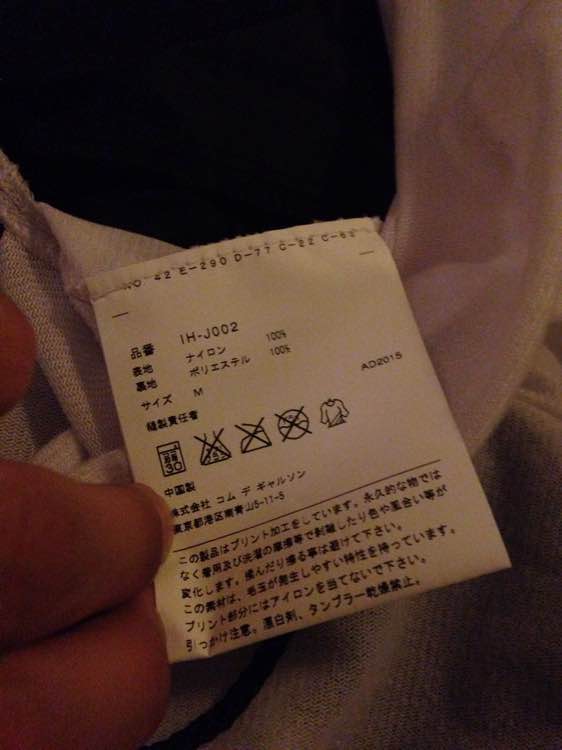 NO 42 E-290 D-77 C-22 C-62
品番 IH-J002
表地 ナイロン 100%
裏地 ポリエステル 100%
サイズ M
AD2015
縫製責任者
30
中国製
株式会社 コム デ ギャルソン
東京都港区南青山5-11-5
この製品はプリント加工をしています。永久的な物では
なく着用及び洗濯の摩擦等で剥離したり色や風合い等が
変化します。揉んだり擦る事は避けて下さい。
この素材は、毛玉が発生しやすい特性を持っています。
プリント部分にはアイロンを当てないで下さい。
引っかけ注意。漂白剤、タンブラー乾燥禁止。